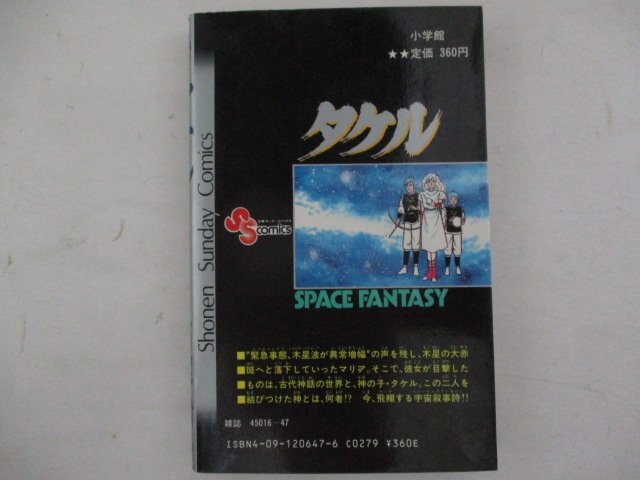 小学館
★★定価 360円
タケル
Shonen Sunday Comics
SS comics
SPACE FANTASY
■“緊急事態、木星波が異常増幅”の声を残し、木星の大赤
■斑へと落下していったマリア。そこで、彼女が目撃した
■ものは、古代神話の世界と、神の子・タケル。この二人を
■結びつけた神とは、何者!? 今、飛翔する宇宙叙事詩!!
雑誌 45016-47
ISBN4-09-120647-6 C0279 ¥360E